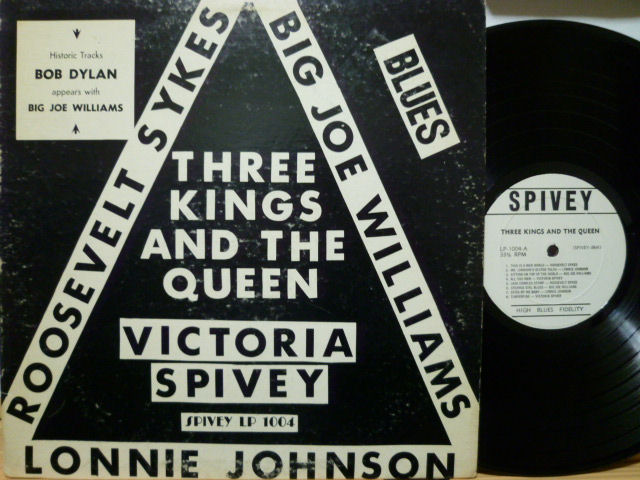 Historic Tracks
BOB DYLAN
appears with
BIG JOE WILLIAMS
ROOSEVELT SYKES
BIG JOE WILLIAMS
BLUES
THREE
KINGS
AND THE
QUEEN
VICTORIA
SPIVEY
SPIVEY LP 1004
LONNIE JOHNSON
SPIVEY
THREE KINGS AND THE QUEEN
LP-1004-A
33⅓ RPM
HIGH BLUES FIDELITY